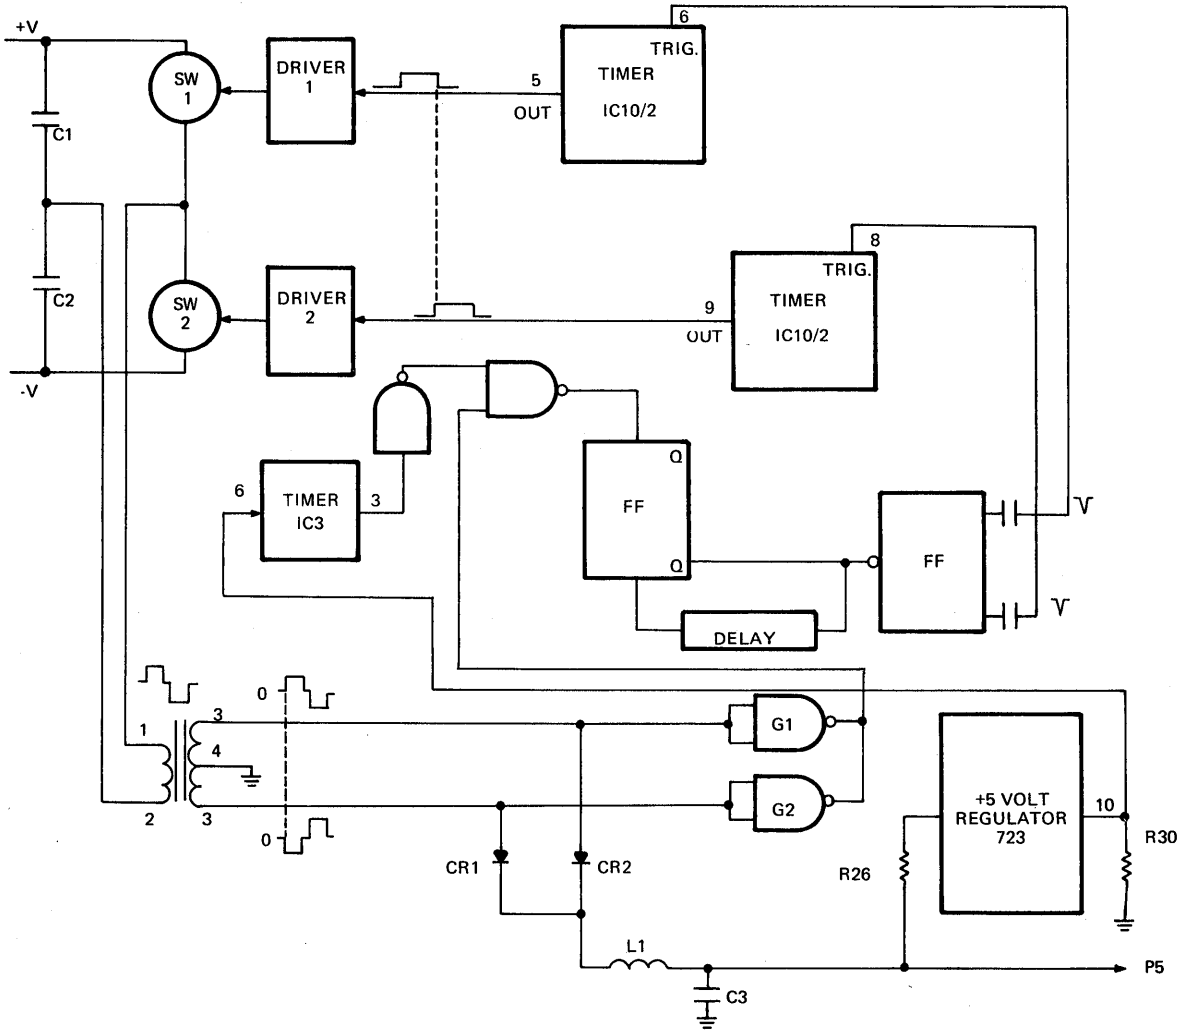 6
+V
TRIG.
DRIVER
1
SW
1
5
OUT
TIMER
IC10/2
C1
8
TRIG.
DRIVER
2
SW
2
C2
9
OUT
TIMER
IC10/2
-V
Q
6
TIMER
IC3
3
FF
Q
FF
DELAY
0
3
1
4
2
3
0
G1
G2
+5 VOLT
REGULATOR
723
10
R30
CR1
CR2
R26
L1
P5
C3